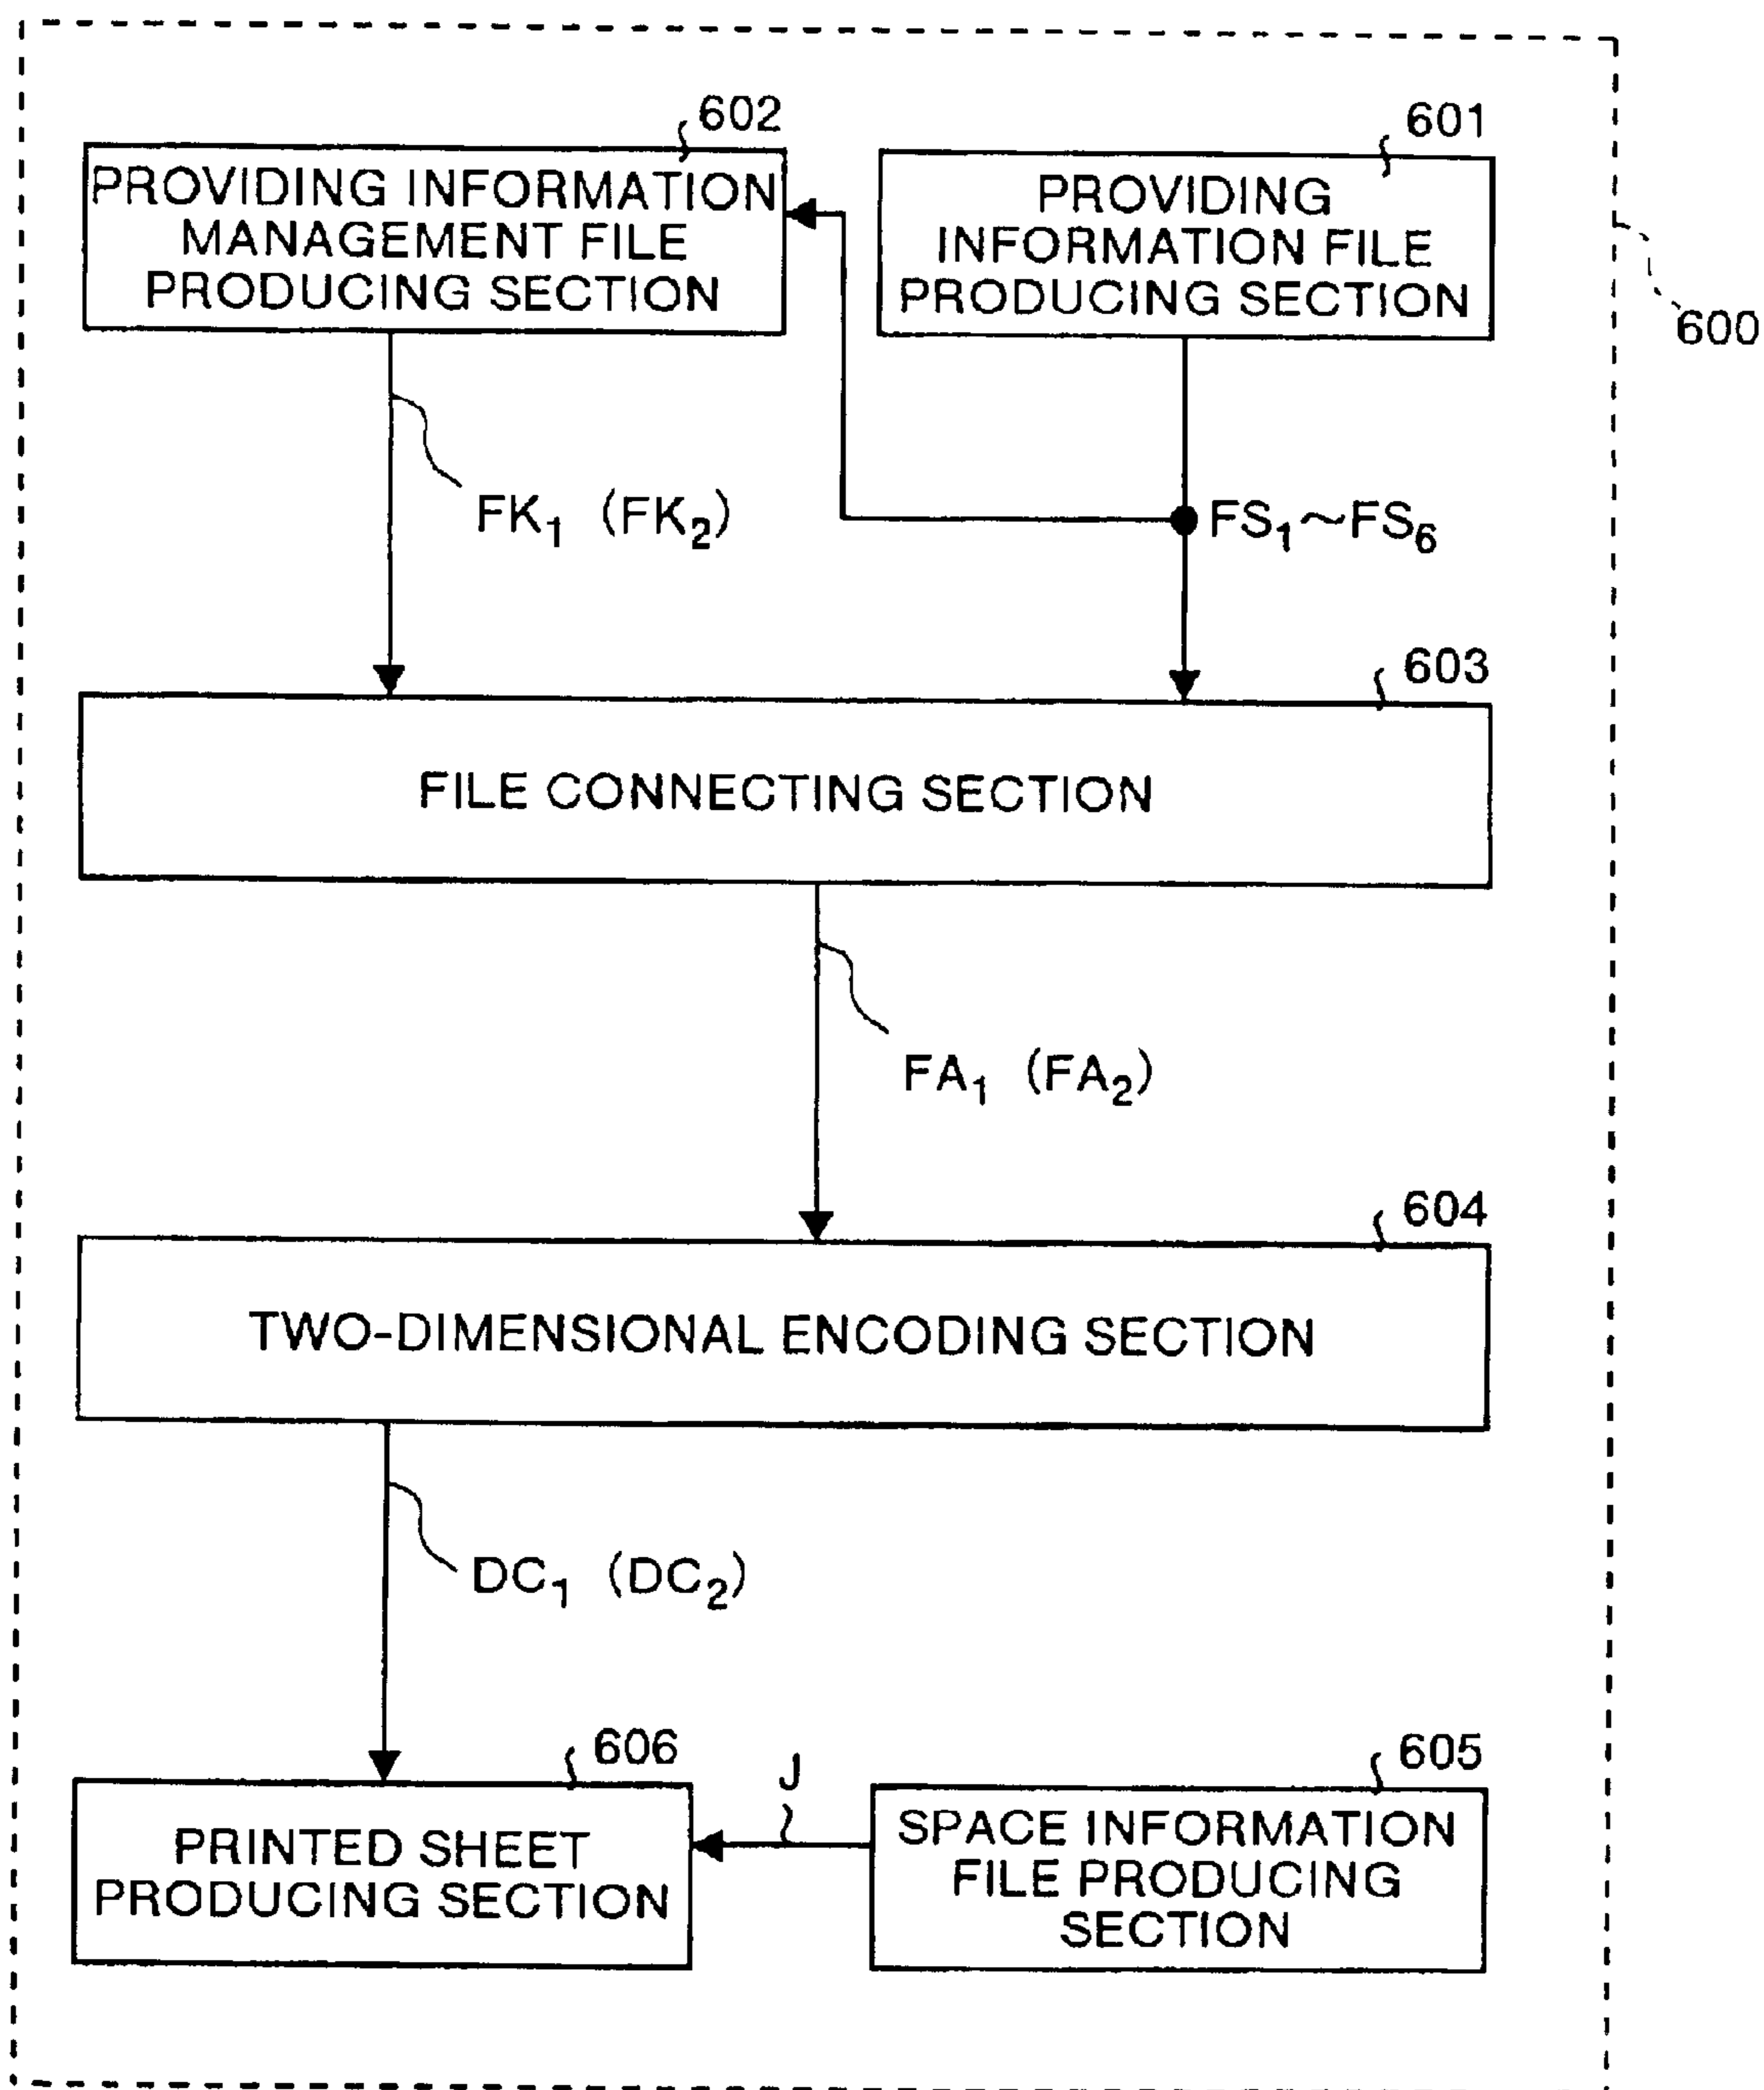 602
601
PROVIDING INFORMATION
MANAGEMENT FILE
PRODUCING SECTION
PROVIDING
INFORMATION FILE
PRODUCING SECTION
600
FK₁ (FK₂)
FS₁~FS₆
603
FILE CONNECTING SECTION
FA₁ (FA₂)
604
TWO-DIMENSIONAL ENCODING SECTION
DC₁ (DC₂)
606
J
605
PRINTED SHEET
PRODUCING SECTION
SPACE INFORMATION
FILE PRODUCING
SECTION